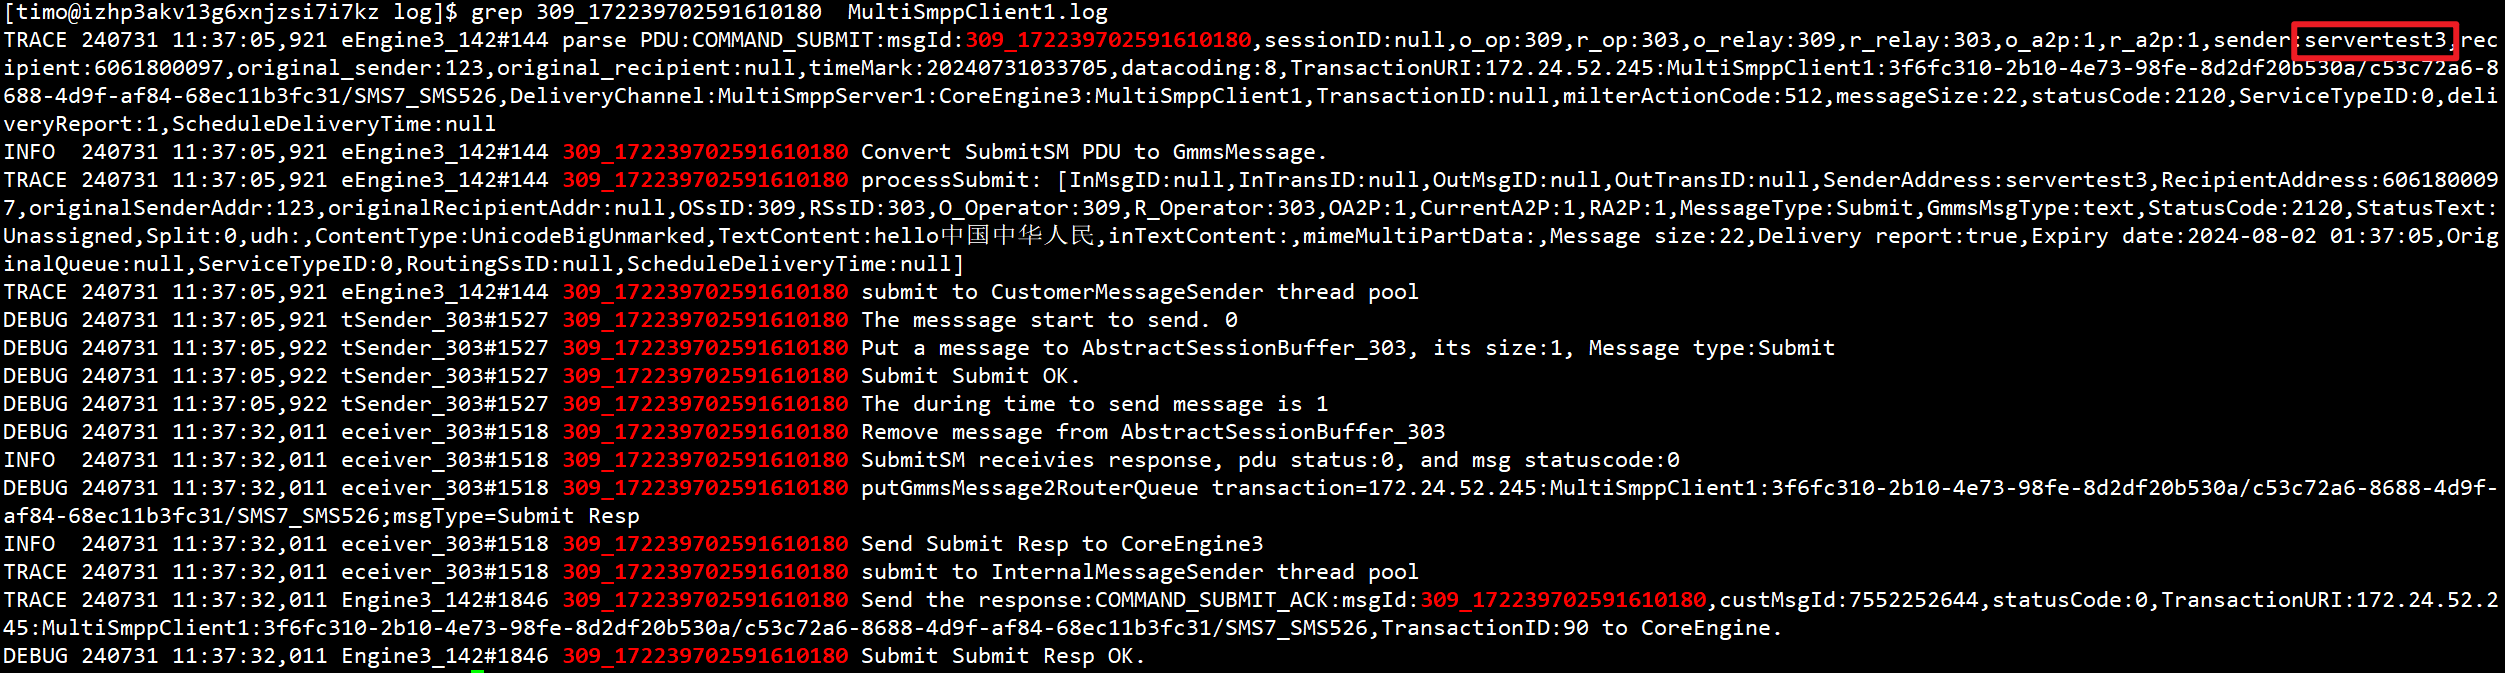 [timo@izhp3akv13g6xnjzsi7i7kz log]$ grep 309_172239702591610180  MultiSmppClient1.log
TRACE 240731 11:37:05,921 eEngine3_142#144 parse PDU:COMMAND_SUBMIT:msgId:309_172239702591610180,sessionID:null,o_op:309,r_op:303,o_relay:309,r_relay:303,o_a2p:1,r_a2p:1,sender:servertest3,rec
ipient:6061800097,original_sender:123,original_recipient:null,timeMark:20240731033705,datacoding:8,TransactionURI:172.24.52.245:MultiSmppClient1:3f6fc310-2b10-4e73-98fe-8d2df20b530a/c53c72a6-8
688-4d9f-af84-68ec11b3fc31/SMS7_SMS526,DeliveryChannel:MultiSmppServer1:CoreEngine3:MultiSmppClient1,TransactionID:null,milterActionCode:512,messageSize:22,statusCode:2120,ServiceTypeID:0,deli
veryReport:1,ScheduleDeliveryTime:null
INFO  240731 11:37:05,921 eEngine3_142#144 309_172239702591610180 Convert SubmitSM PDU to GmmsMessage.
TRACE 240731 11:37:05,921 eEngine3_142#144 309_172239702591610180 processSubmit: [InMsgID:null,InTransID:null,OutMsgID:null,OutTransID:null,SenderAddress:servertest3,RecipientAddress:606180009
7,originalSenderAddr:123,originalRecipientAddr:null,OSsID:309,RSsID:303,O_Operator:309,R_Operator:303,OA2P:1,CurrentA2P:1,RA2P:1,MessageType:Submit,GmmsMsgType:text,StatusCode:2120,StatusText:
Unassigned,Split:0,udh:,ContentType:UnicodeBigUnmarked,TextContent:hello中国中华人民,inTextContent:,mimeMultiPartData:,Message size:22,Delivery report:true,Expiry date:2024-08-02 01:37:05,Orig
inalQueue:null,ServiceTypeID:0,RoutingSsID:null,ScheduleDeliveryTime:null]
TRACE 240731 11:37:05,921 eEngine3_142#144 309_172239702591610180 submit to CustomerMessageSender thread pool
DEBUG 240731 11:37:05,921 tSender_303#1527 309_172239702591610180 The messsage start to send. 0
DEBUG 240731 11:37:05,922 tSender_303#1527 309_172239702591610180 Put a message to AbstractSessionBuffer_303, its size:1, Message type:Submit
DEBUG 240731 11:37:05,922 tSender_303#1527 309_172239702591610180 Submit Submit OK.
DEBUG 240731 11:37:05,922 tSender_303#1527 309_172239702591610180 The during time to send message is 1
DEBUG 240731 11:37:32,011 eceiver_303#1518 309_172239702591610180 Remove message from AbstractSessionBuffer_303
INFO  240731 11:37:32,011 eceiver_303#1518 309_172239702591610180 SubmitSM receivies response, pdu status:0, and msg statuscode:0
DEBUG 240731 11:37:32,011 eceiver_303#1518 309_172239702591610180 putGmmsMessage2RouterQueue transaction=172.24.52.245:MultiSmppClient1:3f6fc310-2b10-4e73-98fe-8d2df20b530a/c53c72a6-8688-4d9f-
af84-68ec11b3fc31/SMS7_SMS526;msgType=Submit Resp
INFO  240731 11:37:32,011 eceiver_303#1518 309_172239702591610180 Send Submit Resp to CoreEngine3
TRACE 240731 11:37:32,011 eceiver_303#1518 309_172239702591610180 submit to InternalMessageSender thread pool
TRACE 240731 11:37:32,011 Engine3_142#1846 309_172239702591610180 Send the response:COMMAND_SUBMIT_ACK:msgId:309_172239702591610180,custMsgId:7552252644,statusCode:0,TransactionURI:172.24.52.2
45:MultiSmppClient1:3f6fc310-2b10-4e73-98fe-8d2df20b530a/c53c72a6-8688-4d9f-af84-68ec11b3fc31/SMS7_SMS526,TransactionID:90 to CoreEngine.
DEBUG 240731 11:37:32,011 Engine3_142#1846 309_172239702591610180 Submit Submit Resp OK.